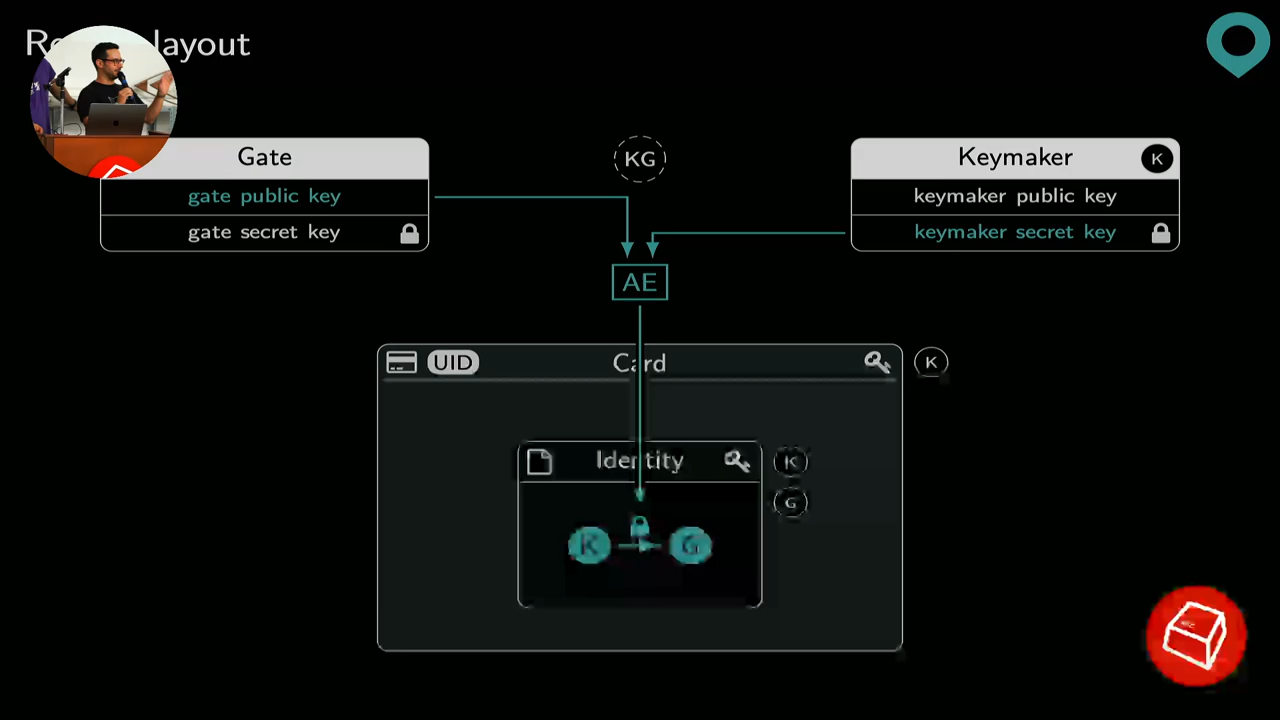 layout
Gate
gate public key
gate secret key
KG
Keymaker
K
keymaker public key
keymaker secret key
AE
UID
Card
K
Identity
K
G
K
G